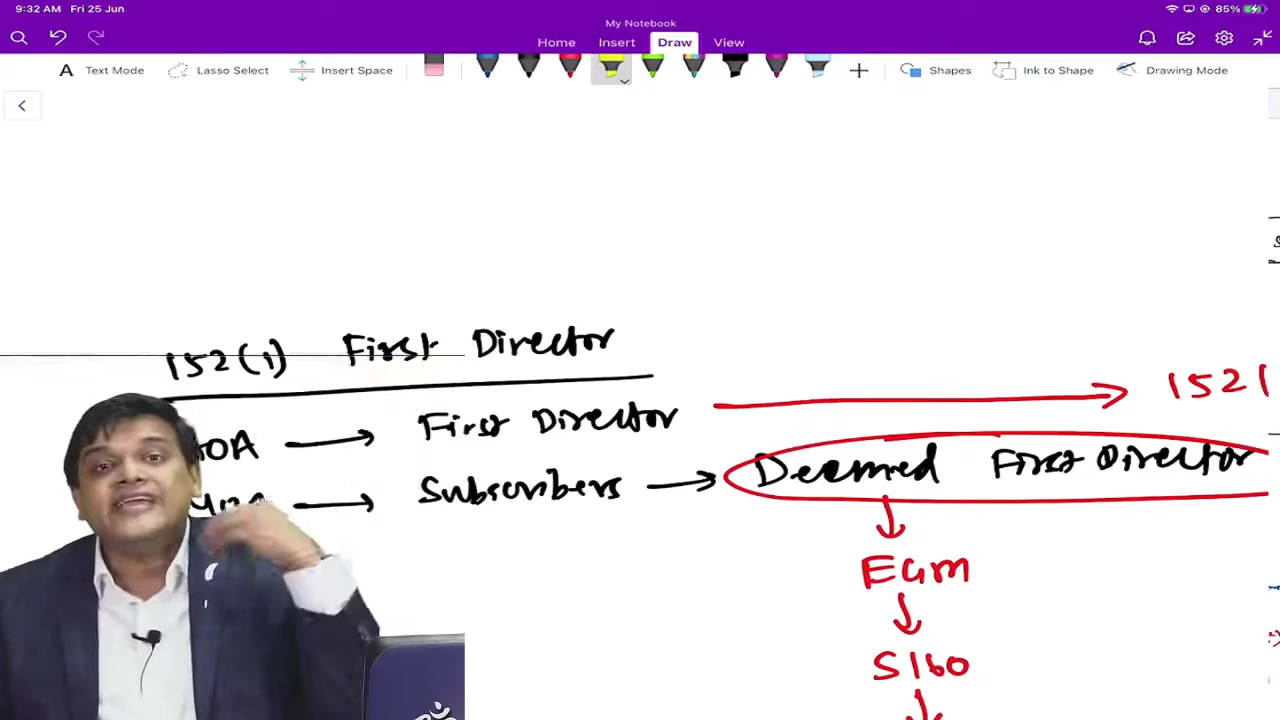 9:32 AM Fri 25 Jun
85%
My Notebook
Home Insert Draw View
Text Mode Lasso Select Insert Space Shapes Ink to Shape Drawing Mode
152(1) First Director
OA → First Director → 152(
Subscribers → Deemed First Director
↓
EGM
↓
S160
↓
ॐ